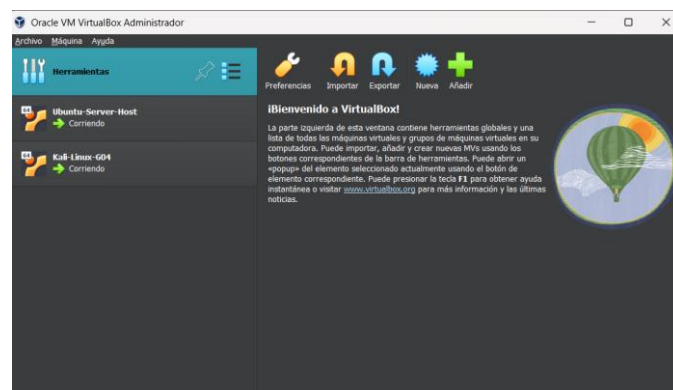 Oracle VM VirtualBox Administrador
Archivo Máquina Ayuda
Herramientas
Preferencias Importar Exportar Nueva Añadir
Ubuntu-Server-Host
Corriendo
Kali-Linux-G04
Corriendo
¡Bienvenido a VirtualBox!
La parte izquierda de esta ventana contiene herramientas globales y una
lista de todas las máquinas virtuales y grupos de máquinas virtuales en su
computadora. Puede importar, añadir y crear nuevas MVs usando los
botones correspondientes de la barra de herramientas. Puede abrir un
«popup» del elemento seleccionado actualmente usando el botón de
elemento correspondiente. Puede presionar la tecla F1 para obtener ayuda
instantánea o visitar www.virtualbox.org para más información y las últimas
noticias.